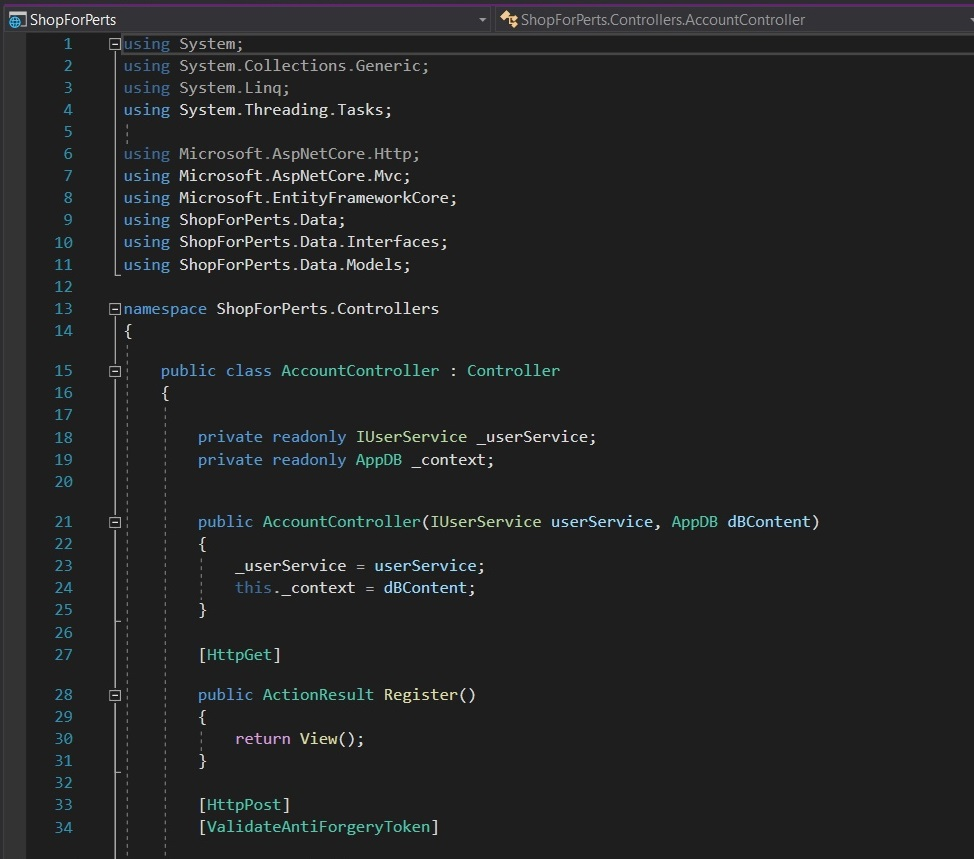 ShopForPerts ShopForPerts.Controllers.AccountController
1 using System;
2 using System.Collections.Generic;
3 using System.Linq;
4 using System.Threading.Tasks;
5
6 using Microsoft.AspNetCore.Http;
7 using Microsoft.AspNetCore.Mvc;
8 using Microsoft.EntityFrameworkCore;
9 using ShopForPerts.Data;
10 using ShopForPerts.Data.Interfaces;
11 using ShopForPerts.Data.Models;
12
13 namespace ShopForPerts.Controllers
14 {
15 public class AccountController : Controller
16 {
17
18 private readonly IUserService _userService;
19 private readonly AppDB _context;
20
21 public AccountController(IUserService userService, AppDB dBContent)
22 {
23 _userService = userService;
24 this._context = dBContent;
25 }
26
27 [HttpGet]
28 public ActionResult Register()
29 {
30 return View();
31 }
32
33 [HttpPost]
34 [ValidateAntiForgeryToken]